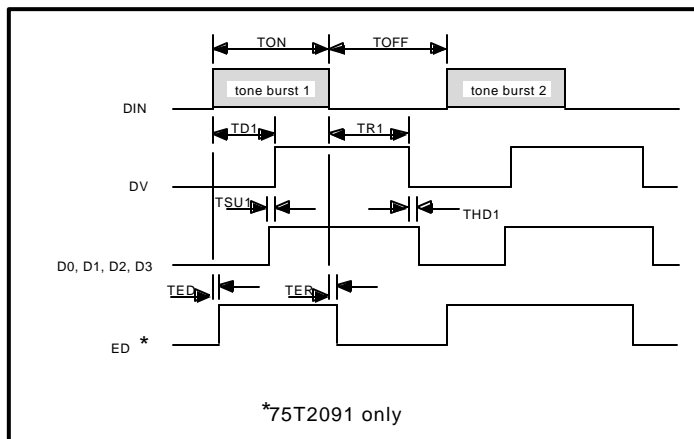 TON TOFF
tone burst 1 tone burst 2
DIN
TD1 TR1
DV
TSU1 THD1
D0, D1, D2, D3
TED TER
ED *
*75T2091 only